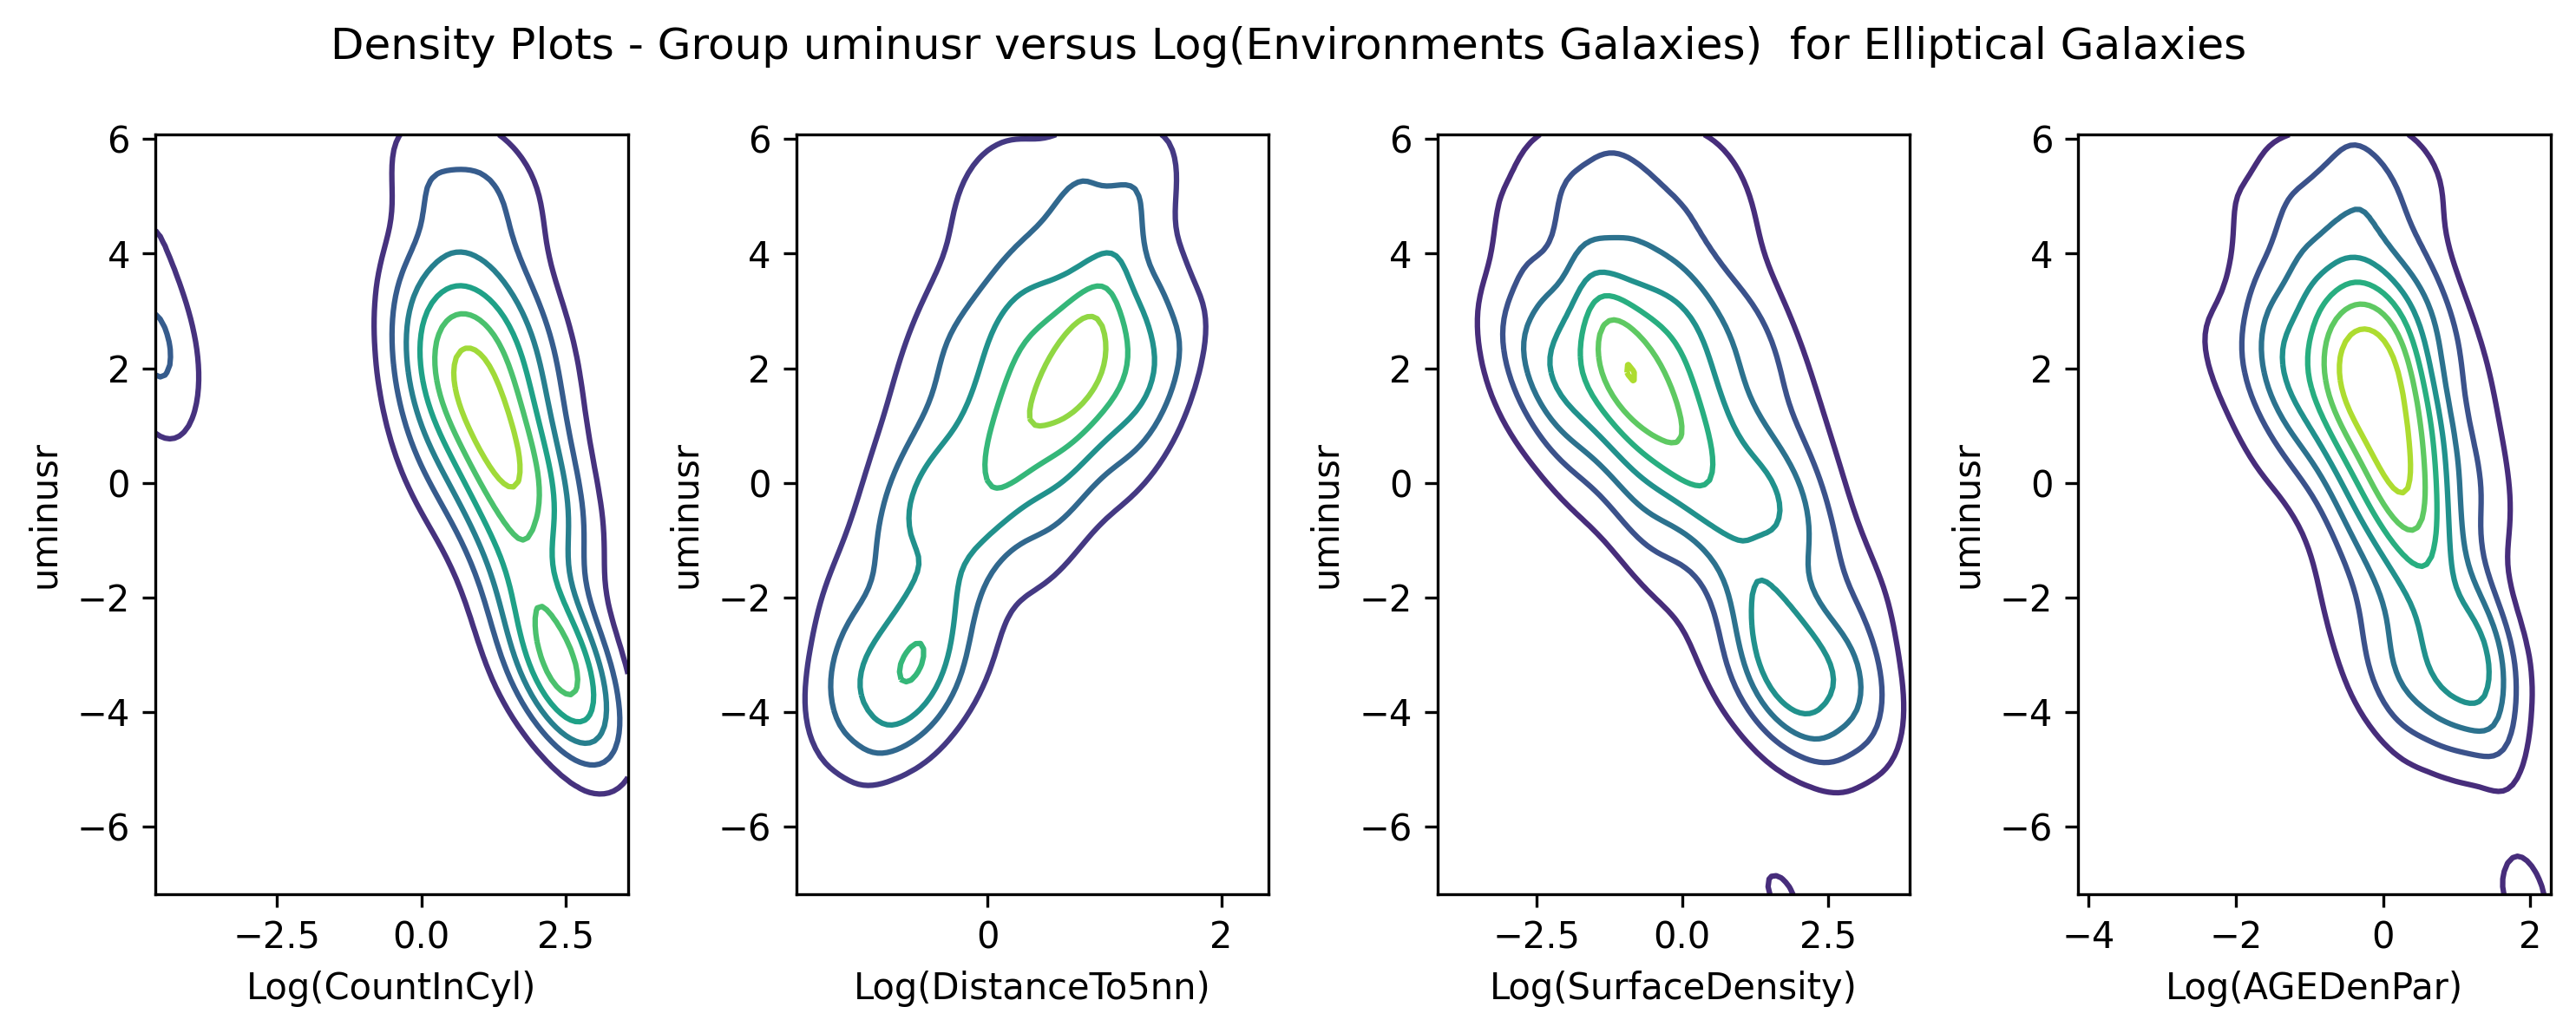 Density Plots - Group uminusr versus Log(Environments Galaxies)  for Elliptical Galaxies
6
4
2
0
−2
−4
−6
uminusr
−2.5 0.0 2.5
Log(CountInCyl)
6
4
2
0
−2
−4
−6
uminusr
0 2
Log(DistanceTo5nn)
6
4
2
0
−2
−4
−6
uminusr
−2.5 0.0 2.5
Log(SurfaceDensity)
6
4
2
0
−2
−4
−6
uminusr
−4 −2 0 2
Log(AGEDenPar)